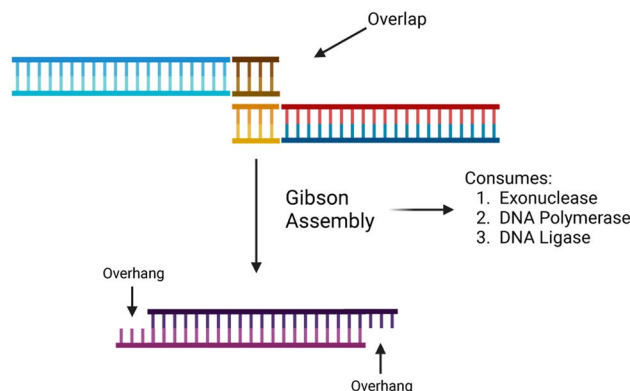 Overlap
Gibson
Assembly
Consumes:
1. Exonuclease
2. DNA Polymerase
3. DNA Ligase
Overhang
Overhang